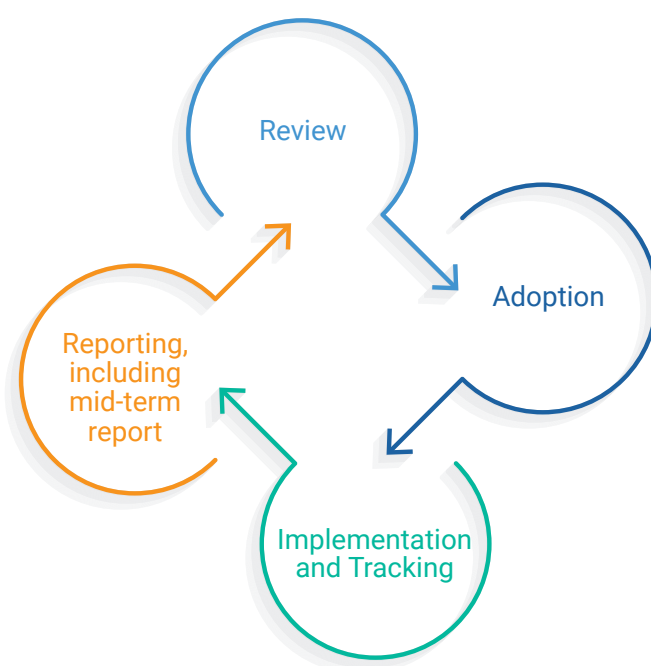 Review
Adoption
Reporting,
including
mid-term
report
Implementation
and Tracking